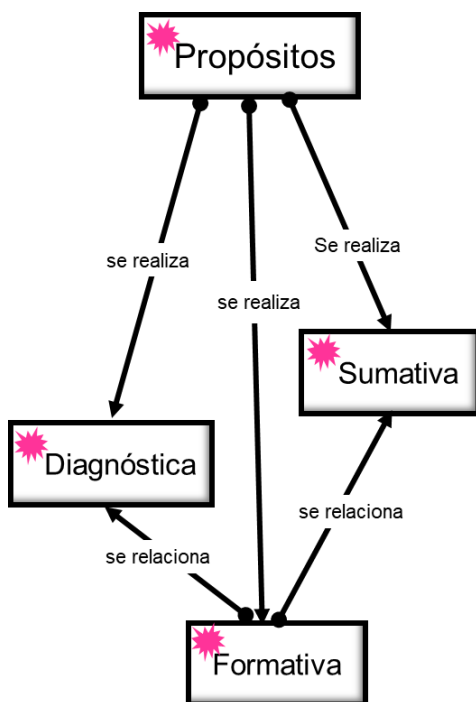 Propósitos
se realiza
Se realiza
se realiza
Sumativa
Diagnóstica
se relaciona
se relaciona
Formativa